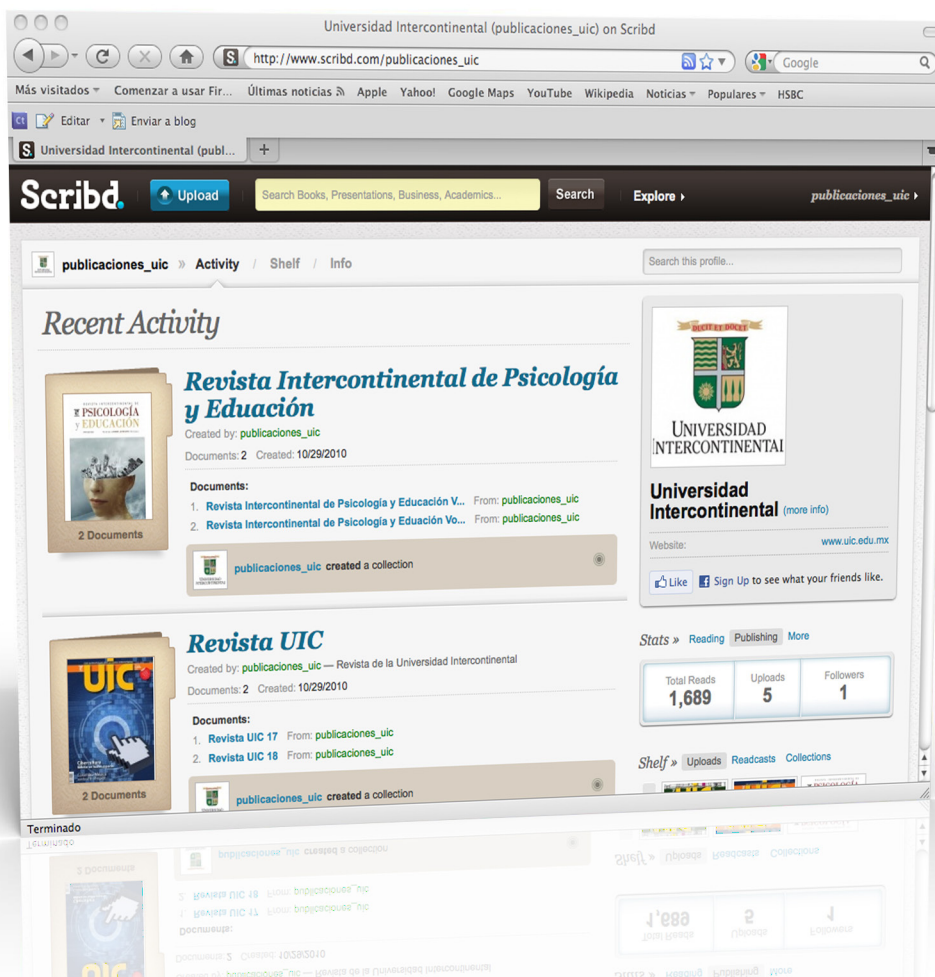 Universidad Intercontinental (publicaciones_uic) on Scribd
S http://www.scribd.com/publicaciones_uic Google
Más visitados Comenzar a usar Fir... Últimas noticias Apple Yahoo! Google Maps YouTube Wikipedia Noticias Populares HSBC
Ct Editar Enviar a blog
S. Universidad Intercontinental (publ... +
Scribd. Upload Search Books, Presentations, Business, Academics... Search Explore publicaciones_uic
publicaciones_uic » Activity / Shelf / Info Search this profile...
Recent Activity
Revista Intercontinental de Psicología
y Eduación
Created by: publicaciones_uic
Documents: 2 Created: 10/29/2010
Documents:
1. Revista Intercontinental de Psicología y Educación V... From: publicaciones_uic
2. Revista Intercontinental de Psicología y Eduación Vo... From: publicaciones_uic
PSICOLOGÍA
y EDUCACIÓN
2 Documents
publicaciones_uic created a collection
Revista UIC
Created by: publicaciones_uic — Revista de la Universidad Intercontinental
Documents: 2 Created: 10/29/2010
Documents:
1. Revista UIC 17 From: publicaciones_uic
2. Revista UIC 18 From: publicaciones_uic
UIC
2 Documents
publicaciones_uic created a collection
DUCIT ET DOCET
UNIVERSIDAD
INTERCONTINENTAL
Universidad
Intercontinental (more info)
Website: www.uic.edu.mx
Like Sign Up to see what your friends like.
Stats » Reading Publishing More
Total Reads Uploads Followers
1,689 5 1
Shelf » Uploads Readcasts Collections
Terminado